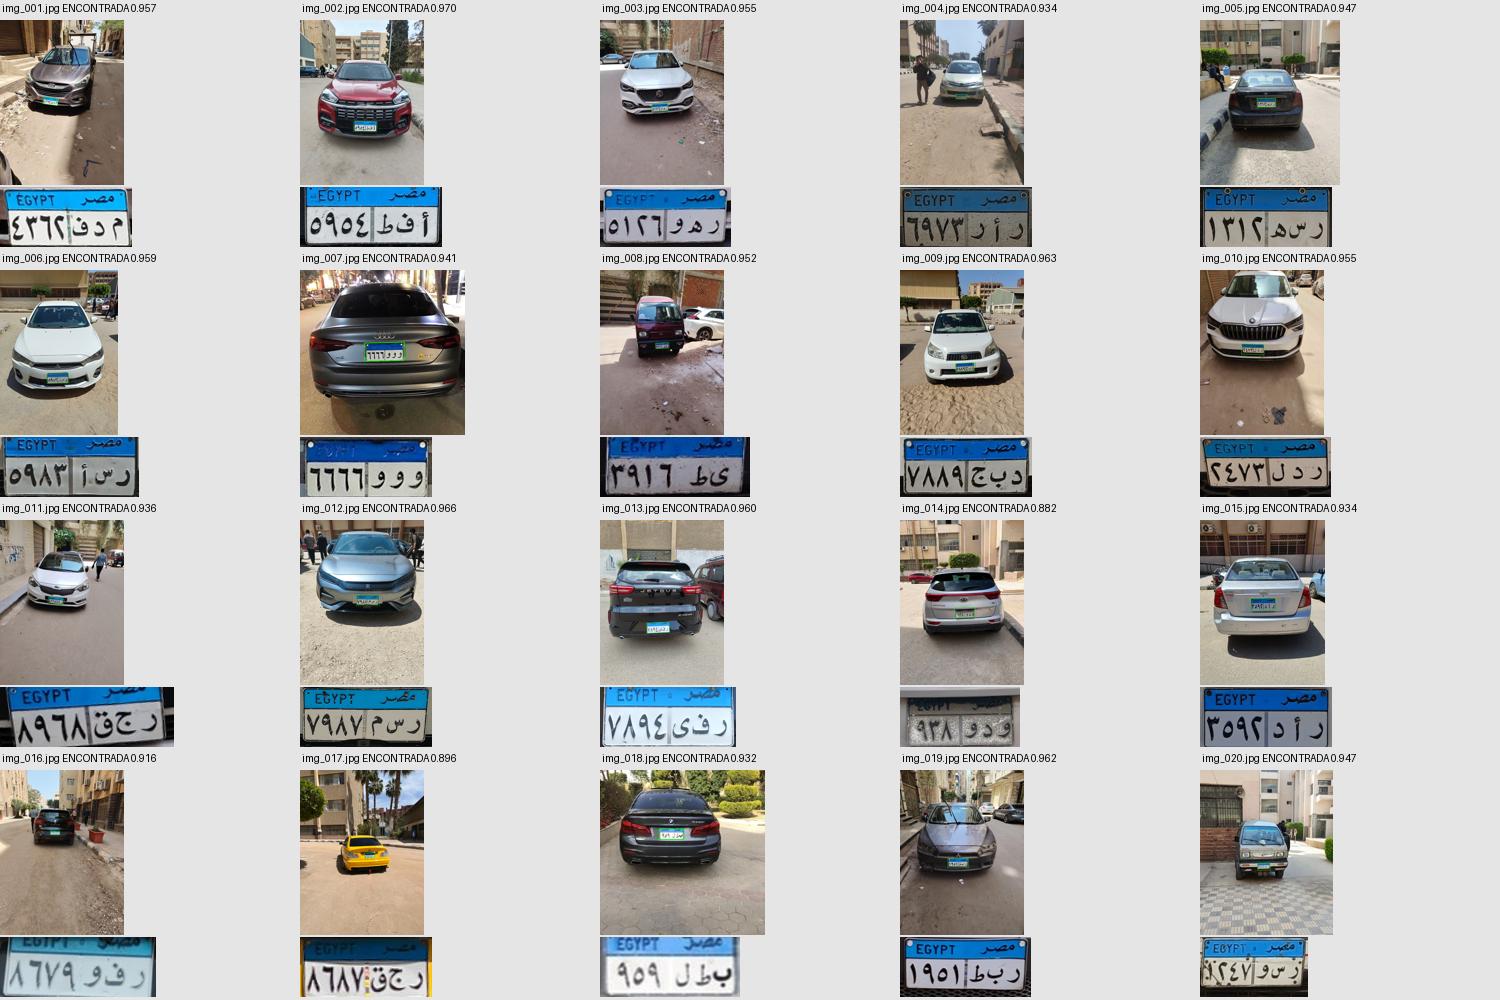 img_001.jpg ENCONTRADA 0.957
EGYPT مصر
٤٣٦٢ م د ف
img_002.jpg ENCONTRADA 0.970
EGYPT مصر
٥٩٥٤ أ ف ط
img_003.jpg ENCONTRADA 0.955
EGYPT مصر
٥١٢٦ ر ه و
img_004.jpg ENCONTRADA 0.934
EGYPT مصر
٦٩٧٣ ر أ ر
img_005.jpg ENCONTRADA 0.947
EGYPT مصر
١٣١٢ ر س ه
img_006.jpg ENCONTRADA 0.959
EGYPT مصر
٥٩٨٣ ر س أ
img_007.jpg ENCONTRADA 0.941
مصر
٦٦٦٦ و و و
img_008.jpg ENCONTRADA 0.952
EGYPT مصر
٣٩١٦ ى ط
img_009.jpg ENCONTRADA 0.963
EGYPT مصر
٧٨٨٩ د ب ج
img_010.jpg ENCONTRADA 0.955
EGYPT مصر
٢٤٧٣ ر د ل
img_011.jpg ENCONTRADA 0.936
EGYPT مصر
٨٩٦٨ ر ج ق
img_012.jpg ENCONTRADA 0.966
EGYPT مصر
٧٩٨٧ ر س م
img_013.jpg ENCONTRADA 0.960
EGYPT مصر
٧٨٩٤ ر ف ى
img_014.jpg ENCONTRADA 0.882
EGYPT مصر
٩٣٨ و د و
img_015.jpg ENCONTRADA 0.934
EGYPT مصر
٣٥٩٢ ر أ د
img_016.jpg ENCONTRADA 0.916
EGYPT مصر
٨٦٧٩ ر ف و
img_017.jpg ENCONTRADA 0.896
EGYPT مصر
٨٦٨٧ ر ج ق
img_018.jpg ENCONTRADA 0.932
EGYPT مصر
٩٥٩ ب ط ل
img_019.jpg ENCONTRADA 0.962
EGYPT مصر
١٩٥١ ر ب ط
img_020.jpg ENCONTRADA 0.947
EGYPT مصر
١٢٤٧ ر س و